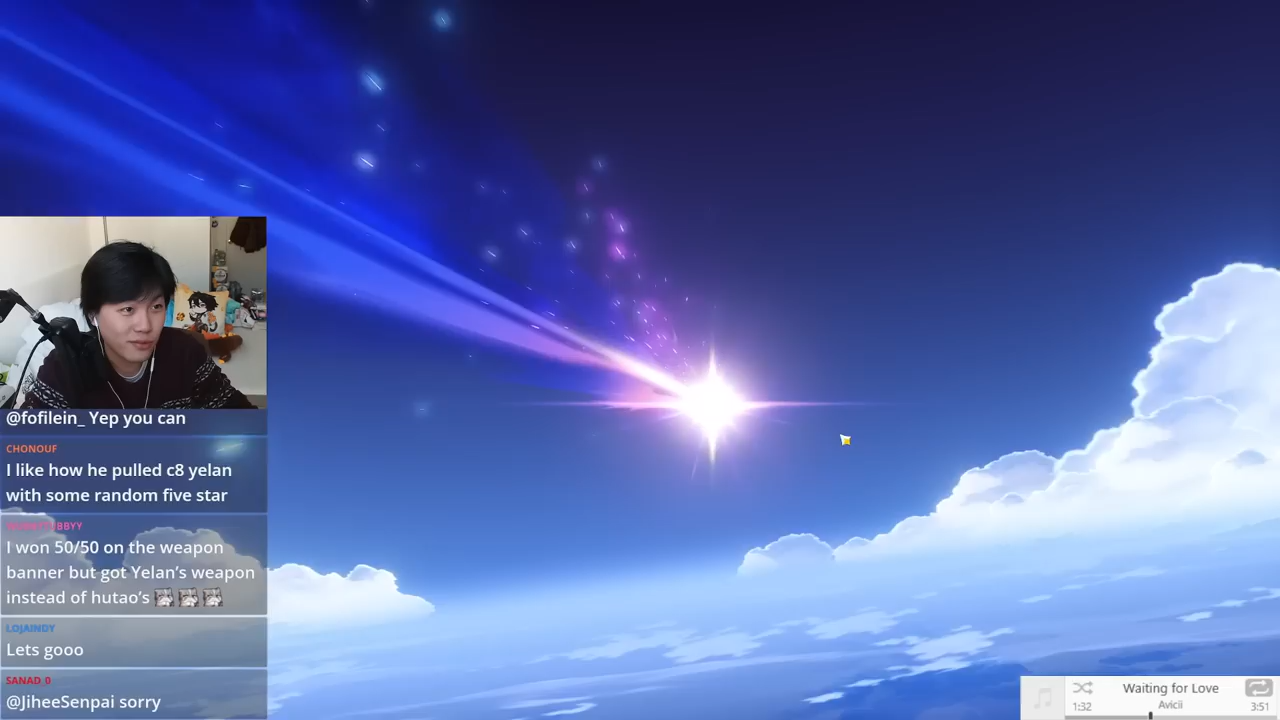 @fofilein_ Yep you can
CHONOUF
I like how he pulled c8 yelan
with some random five star
I won 50/50 on the weapon
banner but got Yelan's weapon
instead of hutao's
LOJAINDY
Lets gooo
SANAD_0
@JiheeSenpai sorry
Waiting for Love
1:32
Avicii
3:51